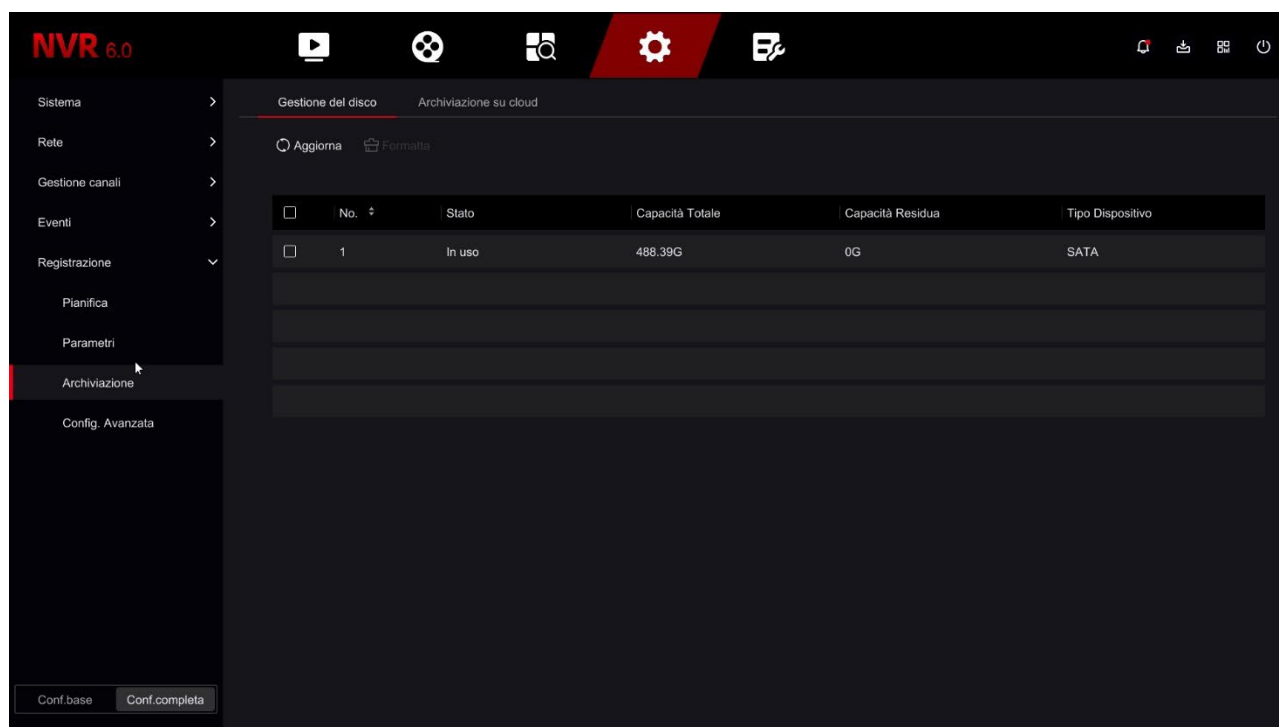 NVR 6.0
Sistema
Rete
Gestione canali
Eventi
Registrazione
Pianifica
Parametri
Archiviazione
Config. Avanzata
Conf.base Conf.completa
Gestione del disco Archiviazione su cloud
Aggiorna Formatta
No. Stato Capacità Totale Capacità Residua Tipo Dispositivo
1 In uso 488.39G 0G SATA